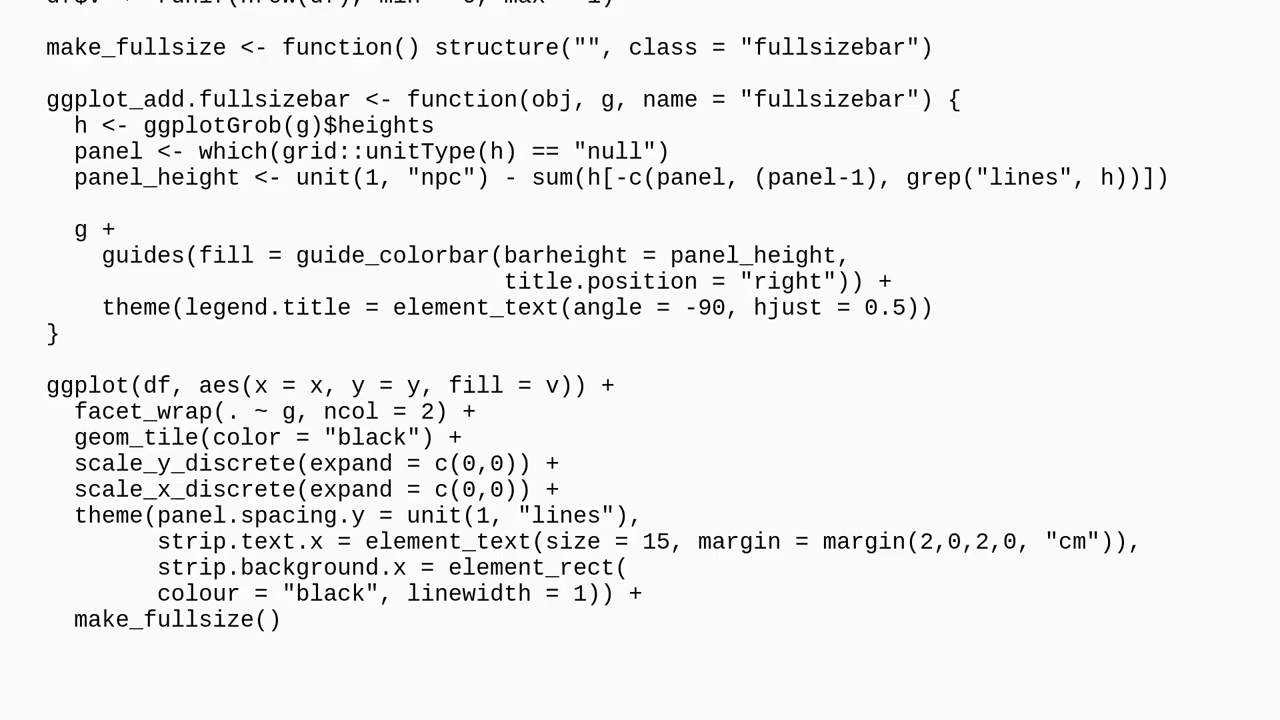 make_fullsize <- function() structure("", class = "fullsizebar")
ggplot_add.fullsizebar <- function(obj, g, name = "fullsizebar") {
  h <- ggplotGrob(g)$heights
  panel <- which(grid::unitType(h) == "null")
  panel_height <- unit(1, "npc") - sum(h[-c(panel, (panel-1), grep("lines", h))])
  g +
    guides(fill = guide_colorbar(barheight = panel_height,
                                 title.position = "right")) +
    theme(legend.title = element_text(angle = -90, hjust = 0.5))
}
ggplot(df, aes(x = x, y = y, fill = v)) +
  facet_wrap(. ~ g, ncol = 2) +
  geom_tile(color = "black") +
  scale_y_discrete(expand = c(0,0)) +
  scale_x_discrete(expand = c(0,0)) +
  theme(panel.spacing.y = unit(1, "lines"),
        strip.text.x = element_text(size = 15, margin = margin(2,0,2,0, "cm")),
        strip.background.x = element_rect(
        colour = "black", linewidth = 1)) +
  make_fullsize()